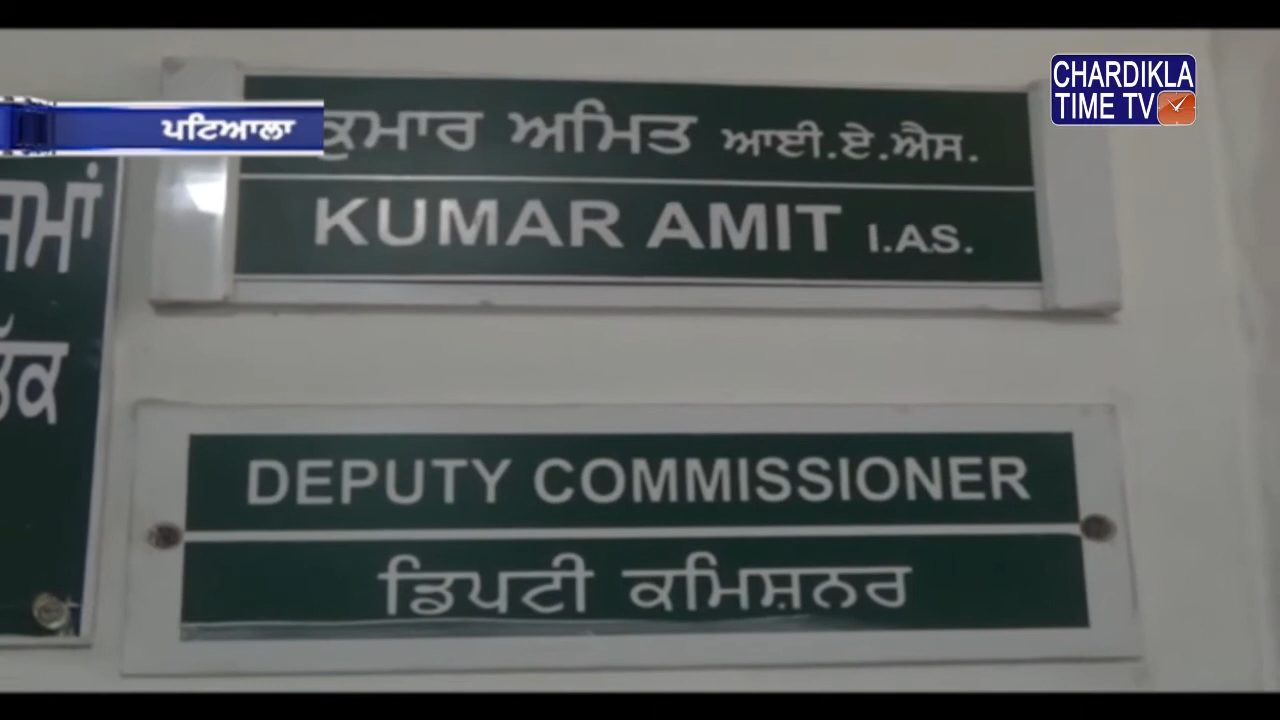 CHARDIKLA
TIME TV
ਪਟਿਆਲਾ
ਕੁਮਾਰ ਅਮਿਤ ਆਈ.ਏ.ਐਸ.
KUMAR AMIT I.A.S.
DEPUTY COMMISSIONER
ਡਿਪਟੀ ਕਮਿਸ਼ਨਰ